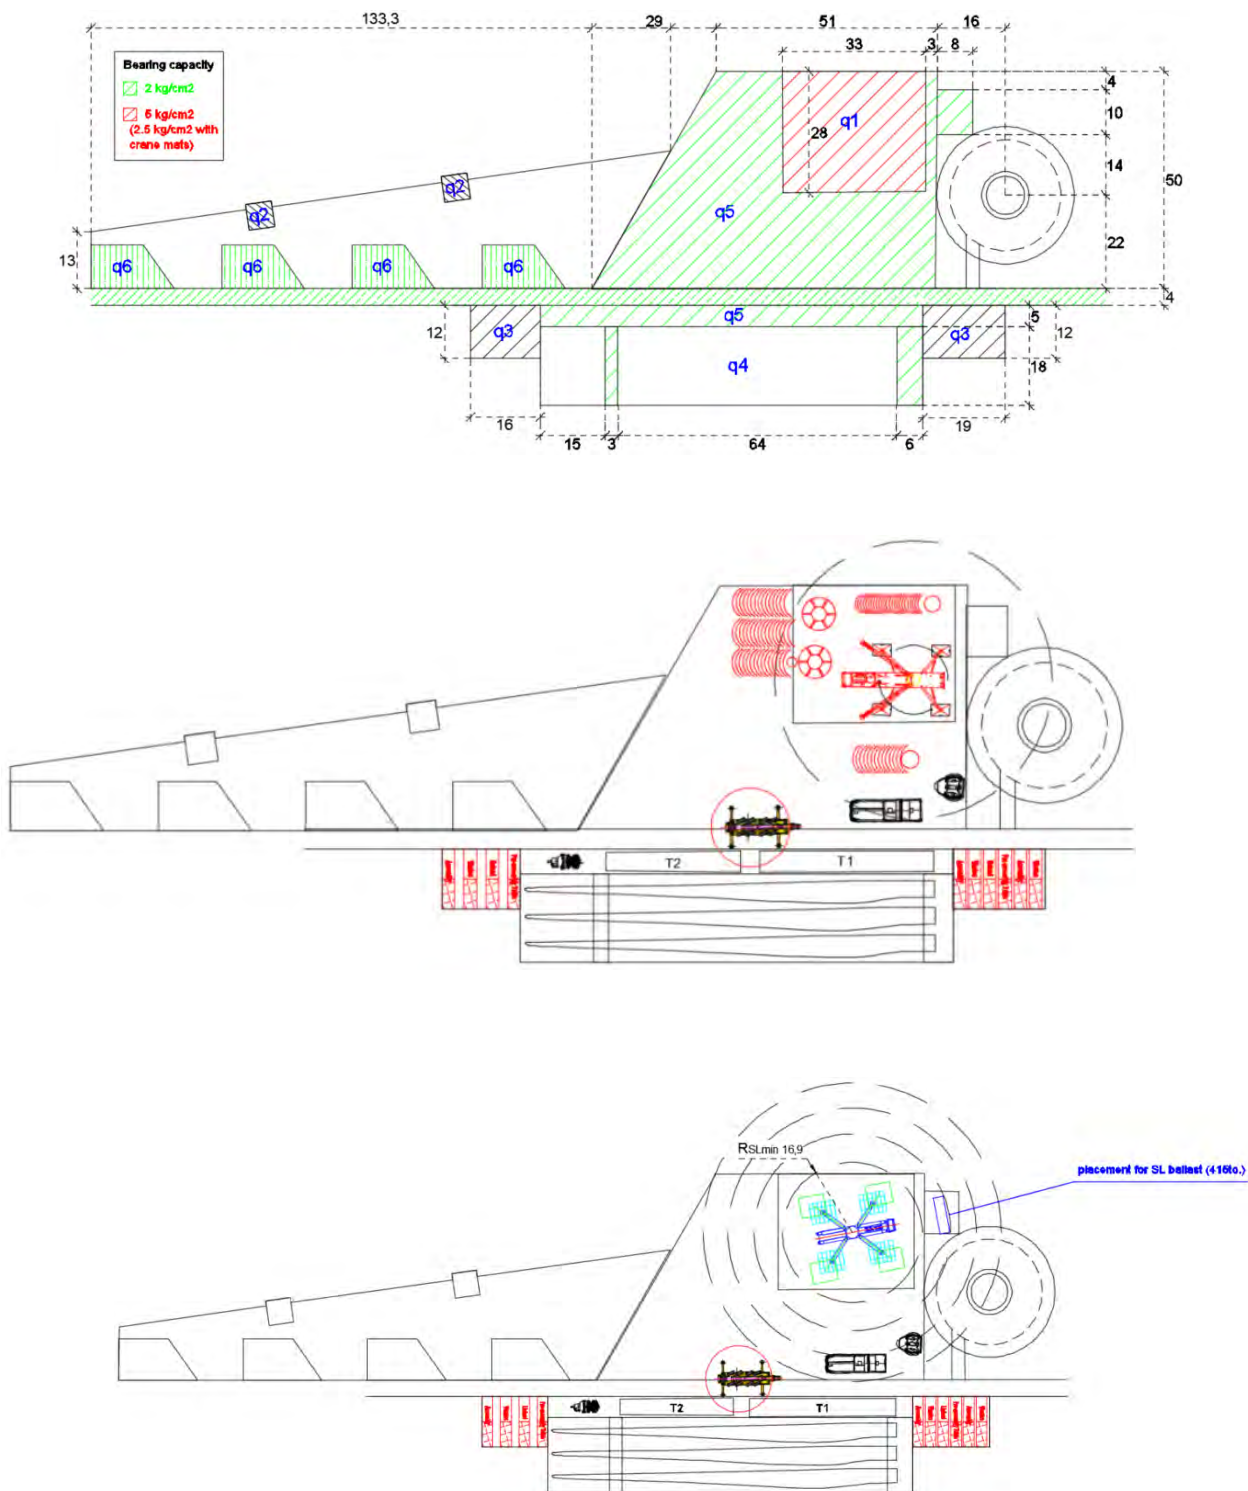 133,3
29
51
16
33
3
8
Bearing capacity
2 kg/cm2
5 kg/cm2
(2.5 kg/cm2 with
crane mats)
4
10
q1
28
14
50
q2
q2
q5
22
13
q6
q6
q6
q6
4
q5
5
12
q3
q3
12
q4
18
16
19
15
3
64
6
T2
T1
RSLmin 16,9
placement for SL ballast (415to.)
T2
T1